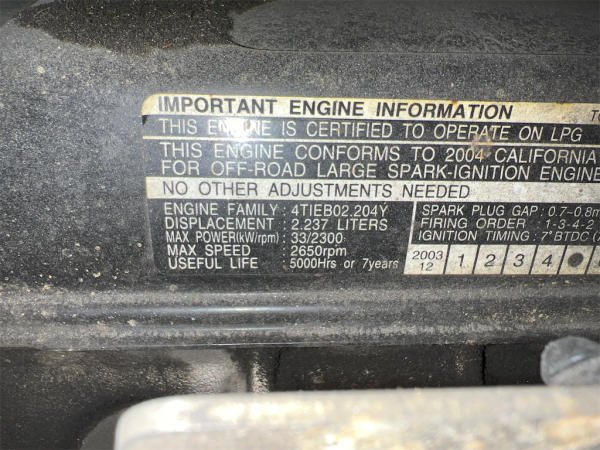 IMPORTANT ENGINE INFORMATION
THIS ENGINE IS CERTIFIED TO OPERATE ON LPG
THIS ENGINE CONFORMS TO 2004 CALIFORNIA
FOR OFF-ROAD LARGE SPARK-IGNITION ENGINE
NO OTHER ADJUSTMENTS NEEDED
ENGINE FAMILY : 4TIEB02.204Y
DISPLACEMENT : 2.237 LITERS
MAX POWER(kW/rpm) : 33/2300
MAX SPEED : 2650rpm
USEFUL LIFE : 5000Hrs or 7years
SPARK PLUG GAP : 0.7-0.8m
FIRING ORDER : 1-3-4-2
IGNITION TIMING : 7° BTDC
2003
12 1 2 3 4